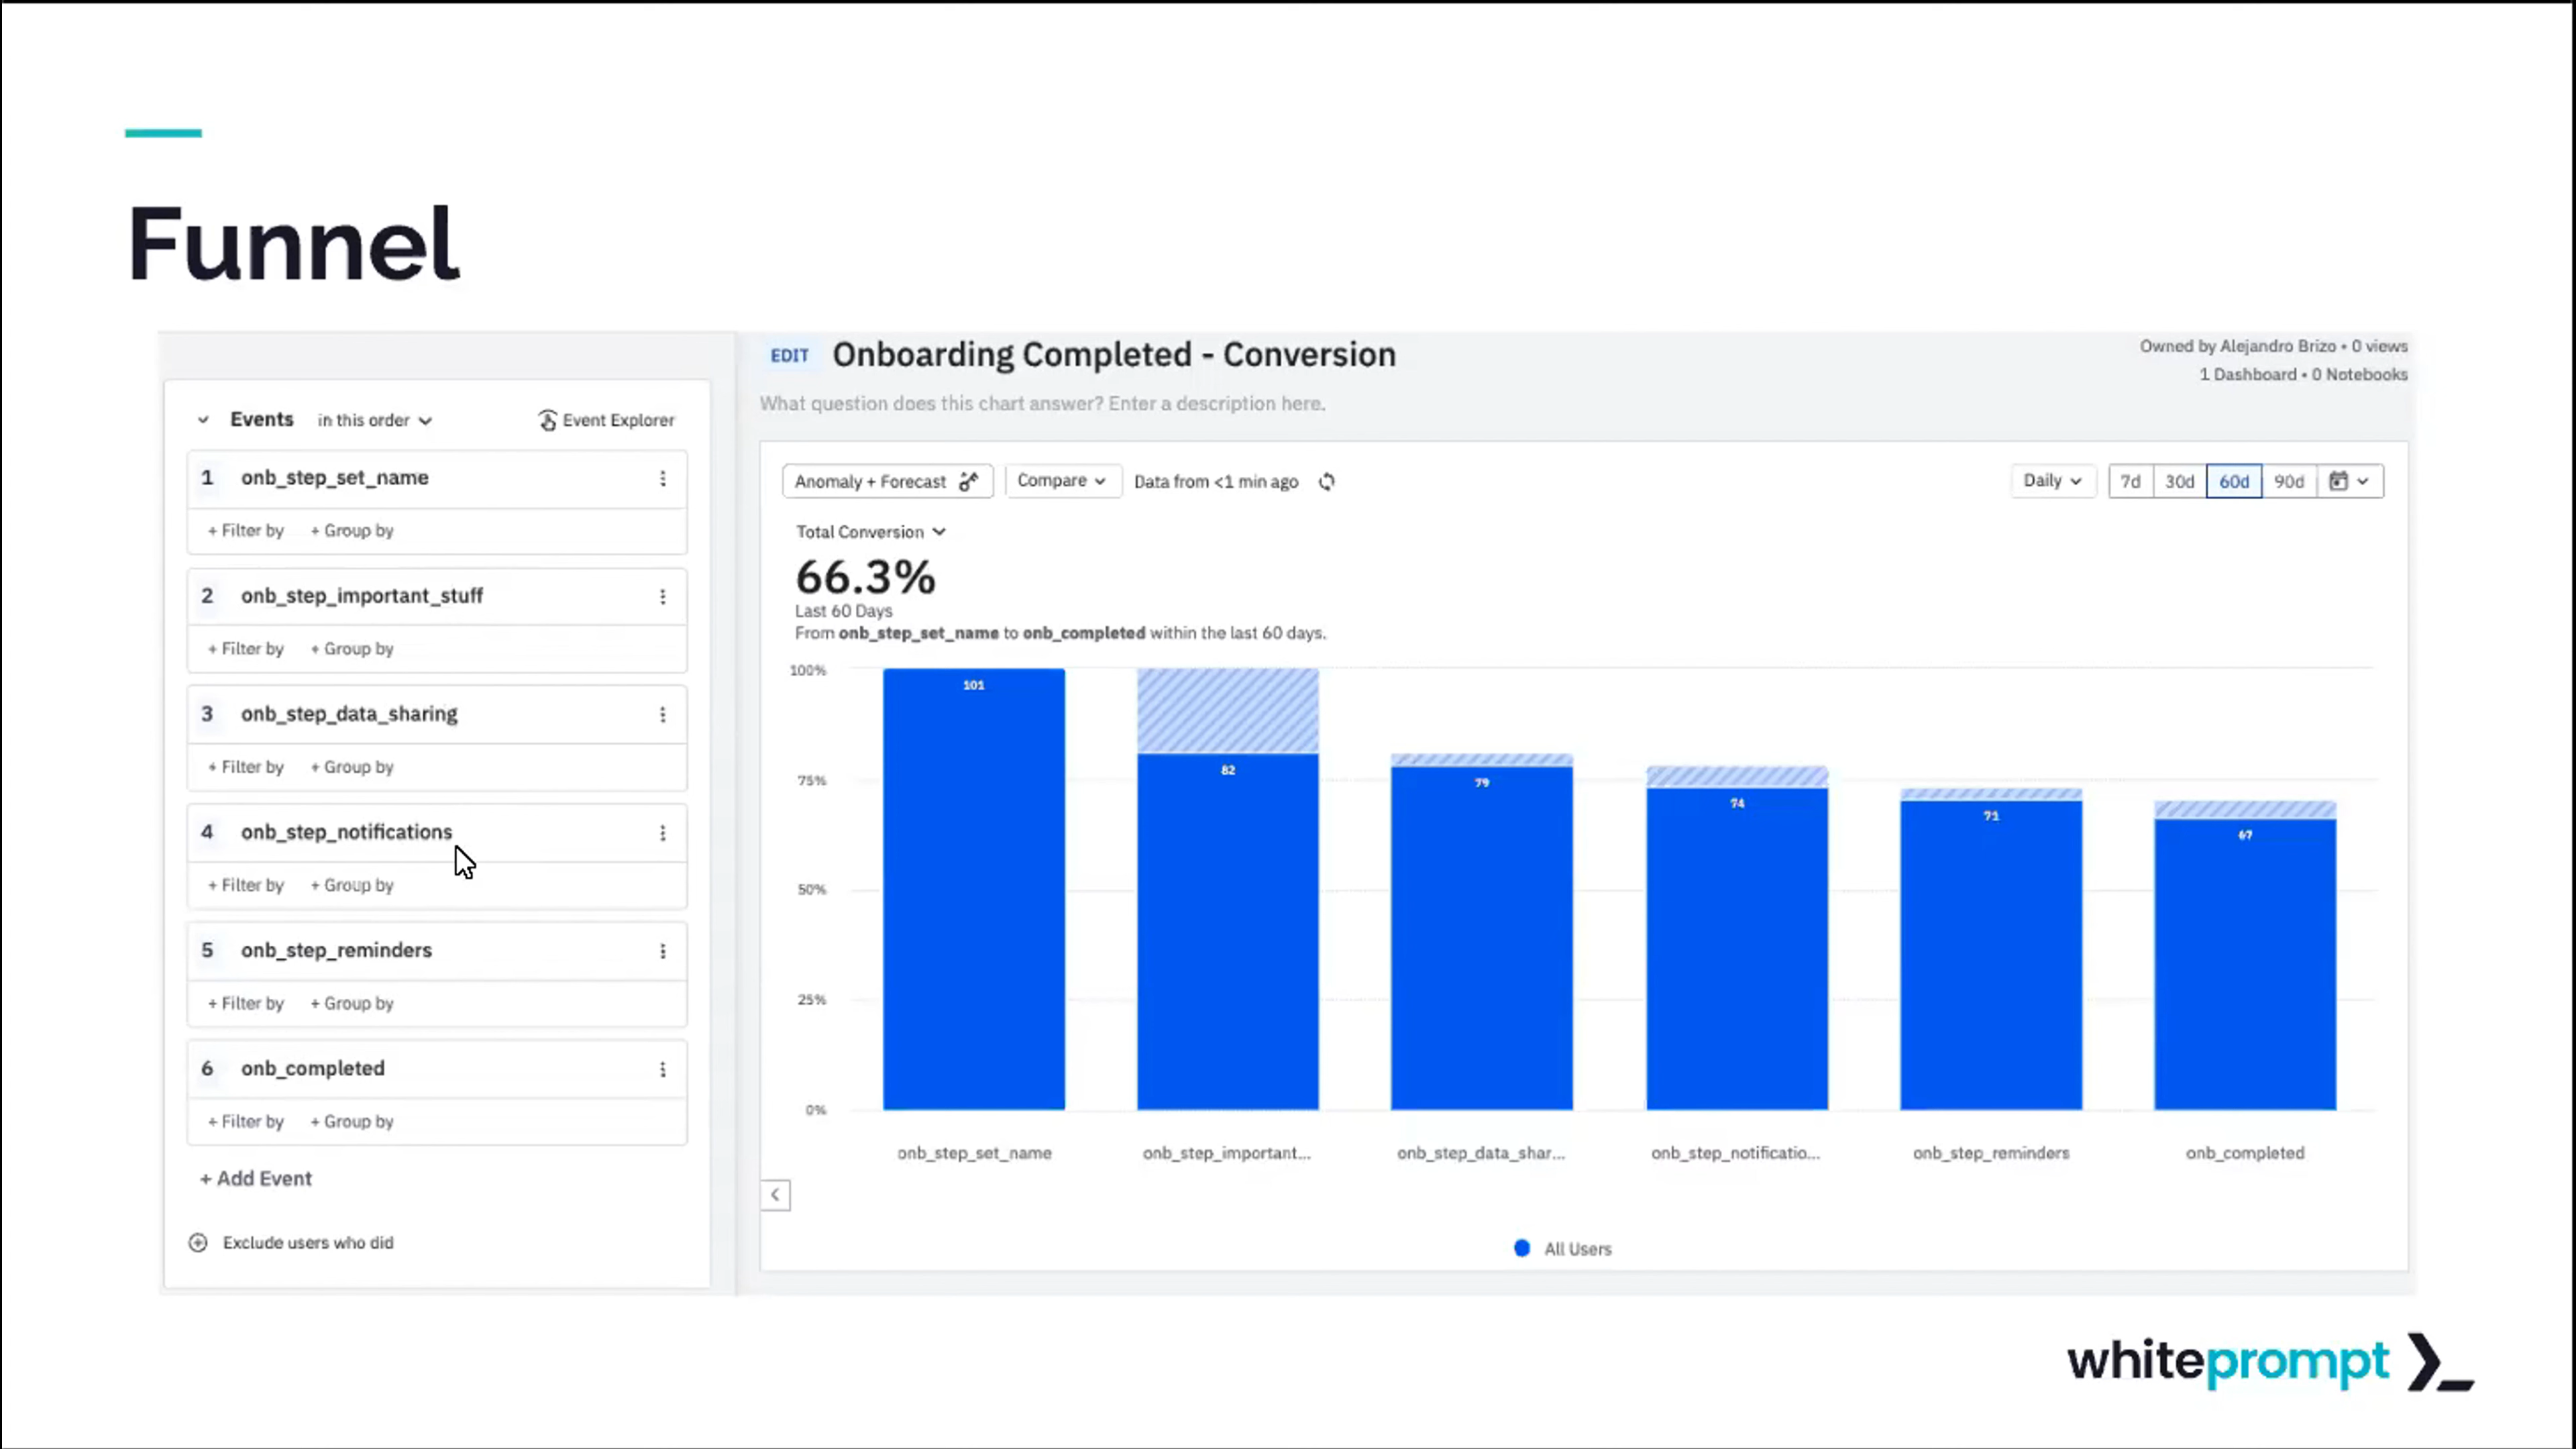 Funnel
Events in this order Event Explorer
1 onb_step_set_name
+ Filter by + Group by
2 onb_step_important_stuff
+ Filter by + Group by
3 onb_step_data_sharing
+ Filter by + Group by
4 onb_step_notifications
+ Filter by + Group by
5 onb_step_reminders
+ Filter by + Group by
6 onb_completed
+ Filter by + Group by
+ Add Event
Exclude users who did
EDIT Onboarding Completed - Conversion
Owned by Alejandro Brizo • 0 views
1 Dashboard • 0 Notebooks
What question does this chart answer? Enter a description here.
Anomaly + Forecast Compare Data from <1 min ago Daily 7d 30d 60d 90d
Total Conversion
66.3%
Last 60 Days
From onb_step_set_name to onb_completed within the last 60 days.
100%
75%
50%
25%
0%
101 82 79 74 71 67
onb_step_set_name onb_step_important... onb_step_data_shar... onb_step_notificatio... onb_step_reminders onb_completed
All Users
whiteprompt